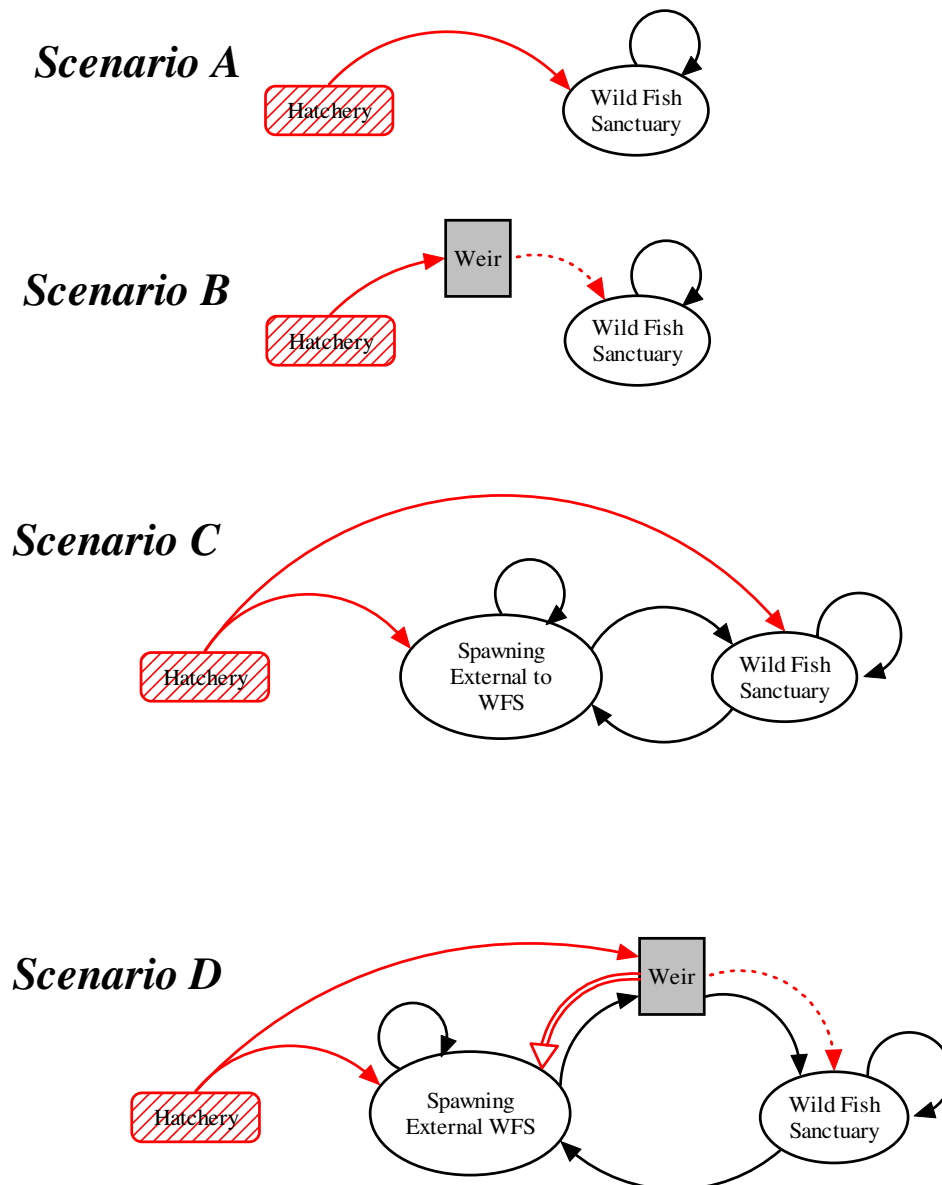 Scenario A
Hatchery
Wild Fish
Sanctuary
Scenario B
Weir
Hatchery
Wild Fish
Sanctuary
Scenario C
Hatchery
Spawning
External to
WFS
Wild Fish
Sanctuary
Scenario D
Weir
Hatchery
Spawning
External WFS
Wild Fish
Sanctuary